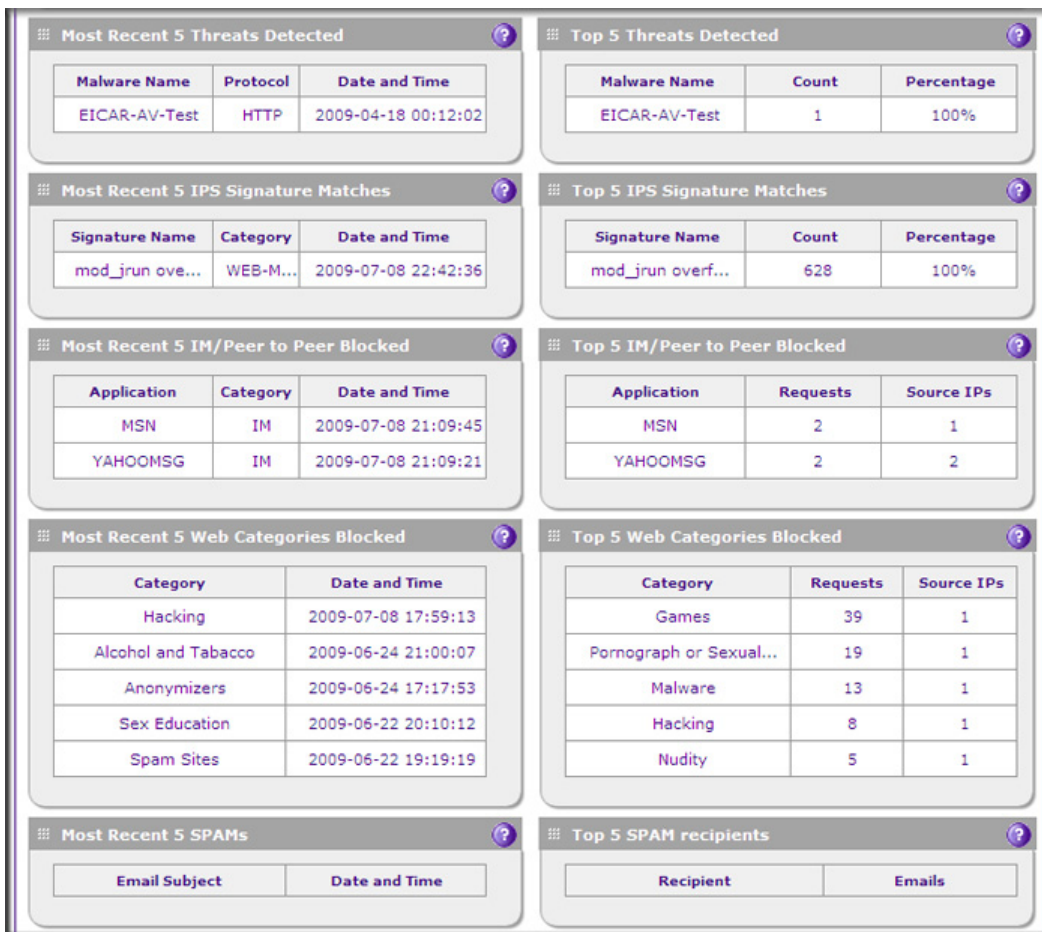 Most Recent 5 Threats Detected ?
Malware Name Protocol Date and Time
EICAR-AV-Test HTTP 2009-04-18 00:12:02
Top 5 Threats Detected ?
Malware Name Count Percentage
EICAR-AV-Test 1 100%
Most Recent 5 IPS Signature Matches ?
Signature Name Category Date and Time
mod_jrun ove... WEB-M... 2009-07-08 22:42:36
Top 5 IPS Signature Matches ?
Signature Name Count Percentage
mod_jrun overf... 628 100%
Most Recent 5 IM/Peer to Peer Blocked ?
Application Category Date and Time
MSN IM 2009-07-08 21:09:45
YAHOOMSG IM 2009-07-08 21:09:21
Top 5 IM/Peer to Peer Blocked ?
Application Requests Source IPs
MSN 2 1
YAHOOMSG 2 2
Most Recent 5 Web Categories Blocked ?
Category Date and Time
Hacking 2009-07-08 17:59:13
Alcohol and Tabacco 2009-06-24 21:00:07
Anonymizers 2009-06-24 17:17:53
Sex Education 2009-06-22 20:10:12
Spam Sites 2009-06-22 19:19:19
Top 5 Web Categories Blocked ?
Category Requests Source IPs
Games 39 1
Pornograph or Sexual... 19 1
Malware 13 1
Hacking 8 1
Nudity 5 1
Most Recent 5 SPAMs ?
Email Subject Date and Time
Top 5 SPAM recipients ?
Recipient Emails